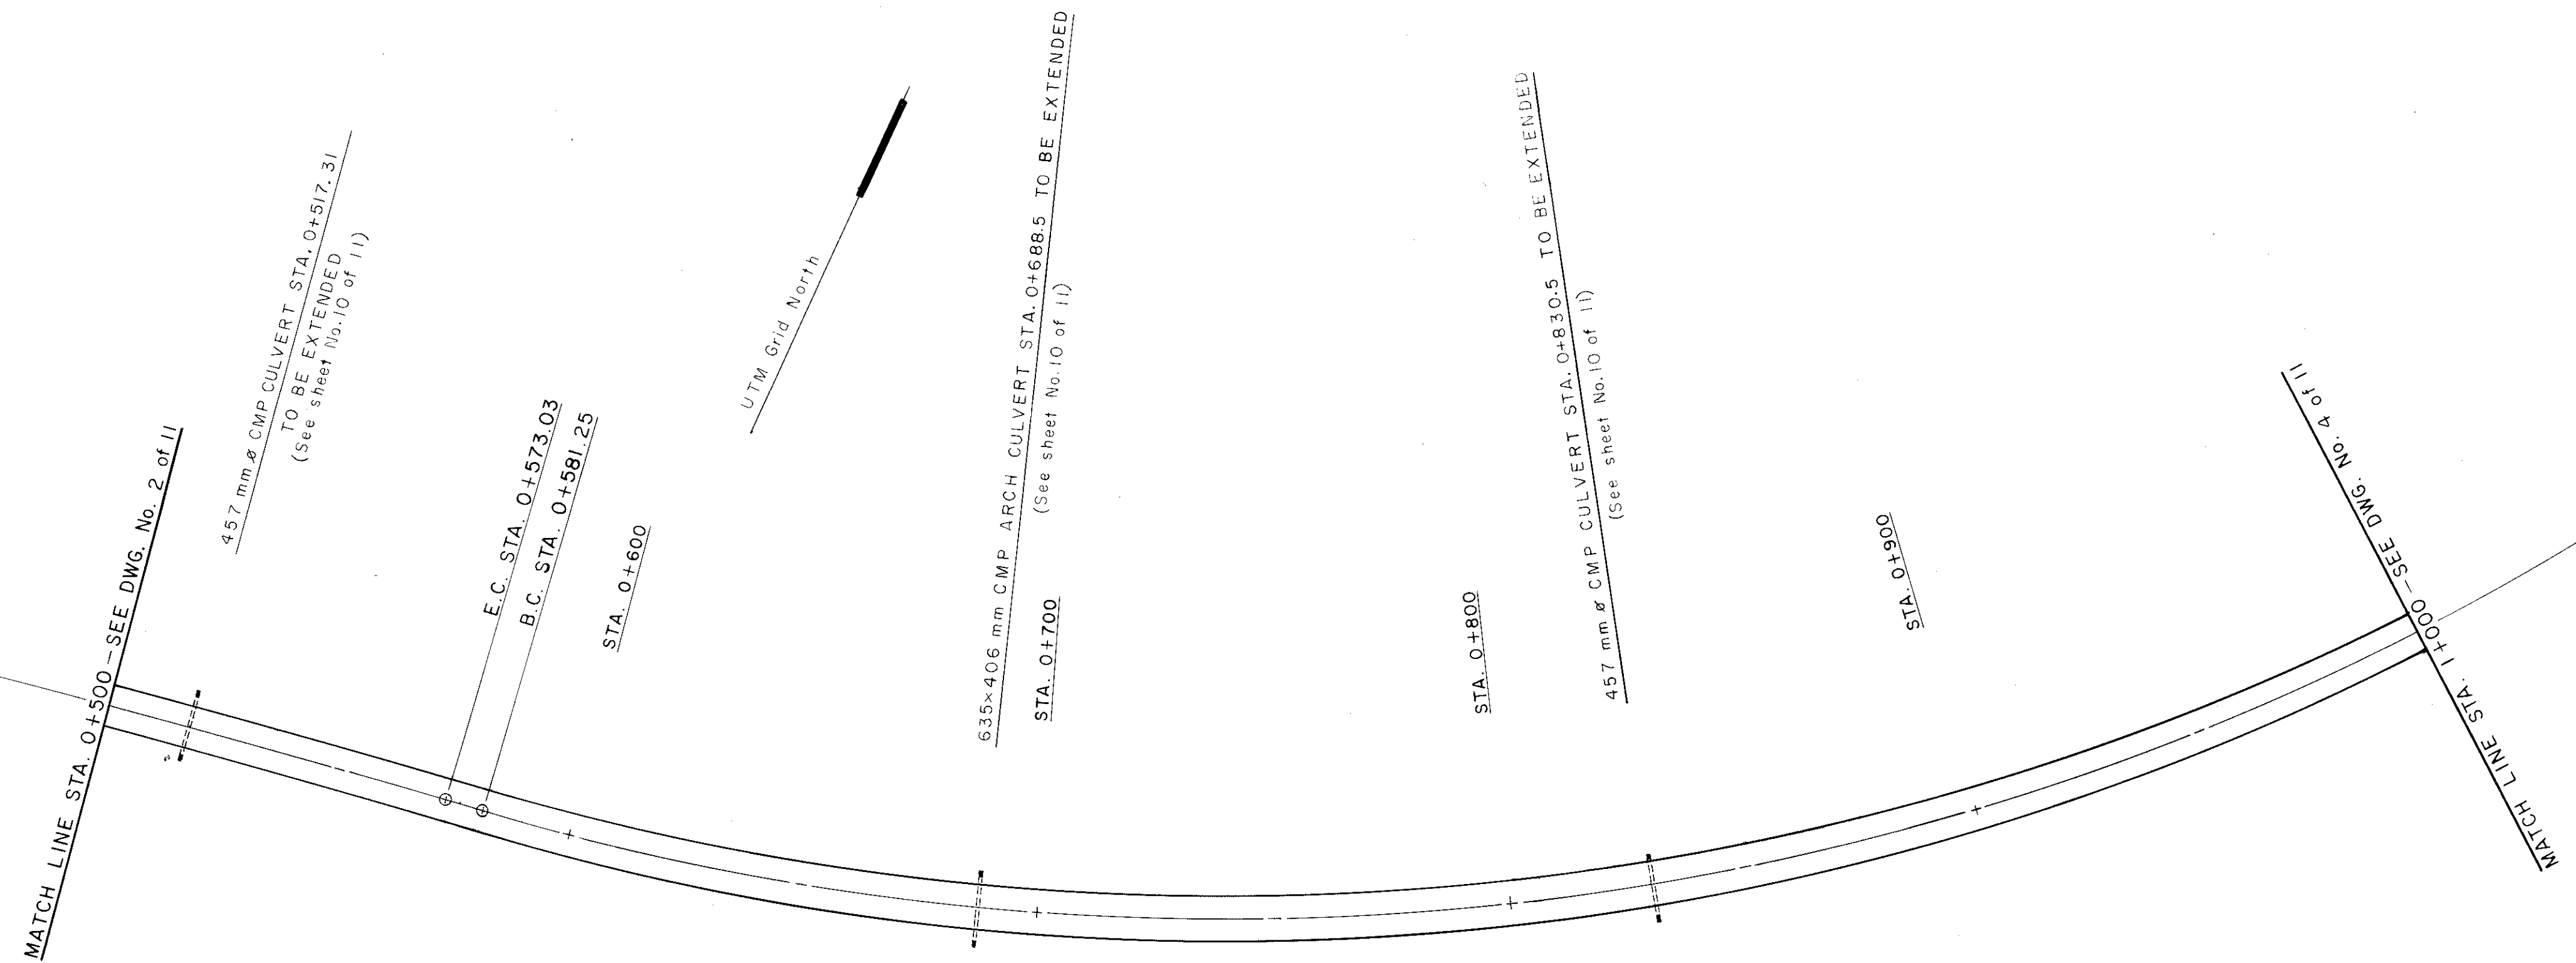 MATCH LINE STA. 0+500 – SEE DWG. No. 2 of 11
457 mm ø CMP CULVERT STA. 0+517.31
TO BE EXTENDED
(See sheet No.10 of 11)
E.C. STA. 0+573.03
B.C. STA. 0+581.25
STA. 0+600
UTM Grid North
635×406 mm CMP ARCH CULVERT STA. 0+688.5 TO BE EXTENDED
(See sheet No.10 of 11)
STA. 0+700
STA. 0+800
457 mm ø CMP CULVERT STA. 0+830.5 TO BE EXTENDED
(See sheet No.10 of 11)
STA. 0+900
MATCH LINE STA. 1+000 – SEE DWG. No. 4 of 11